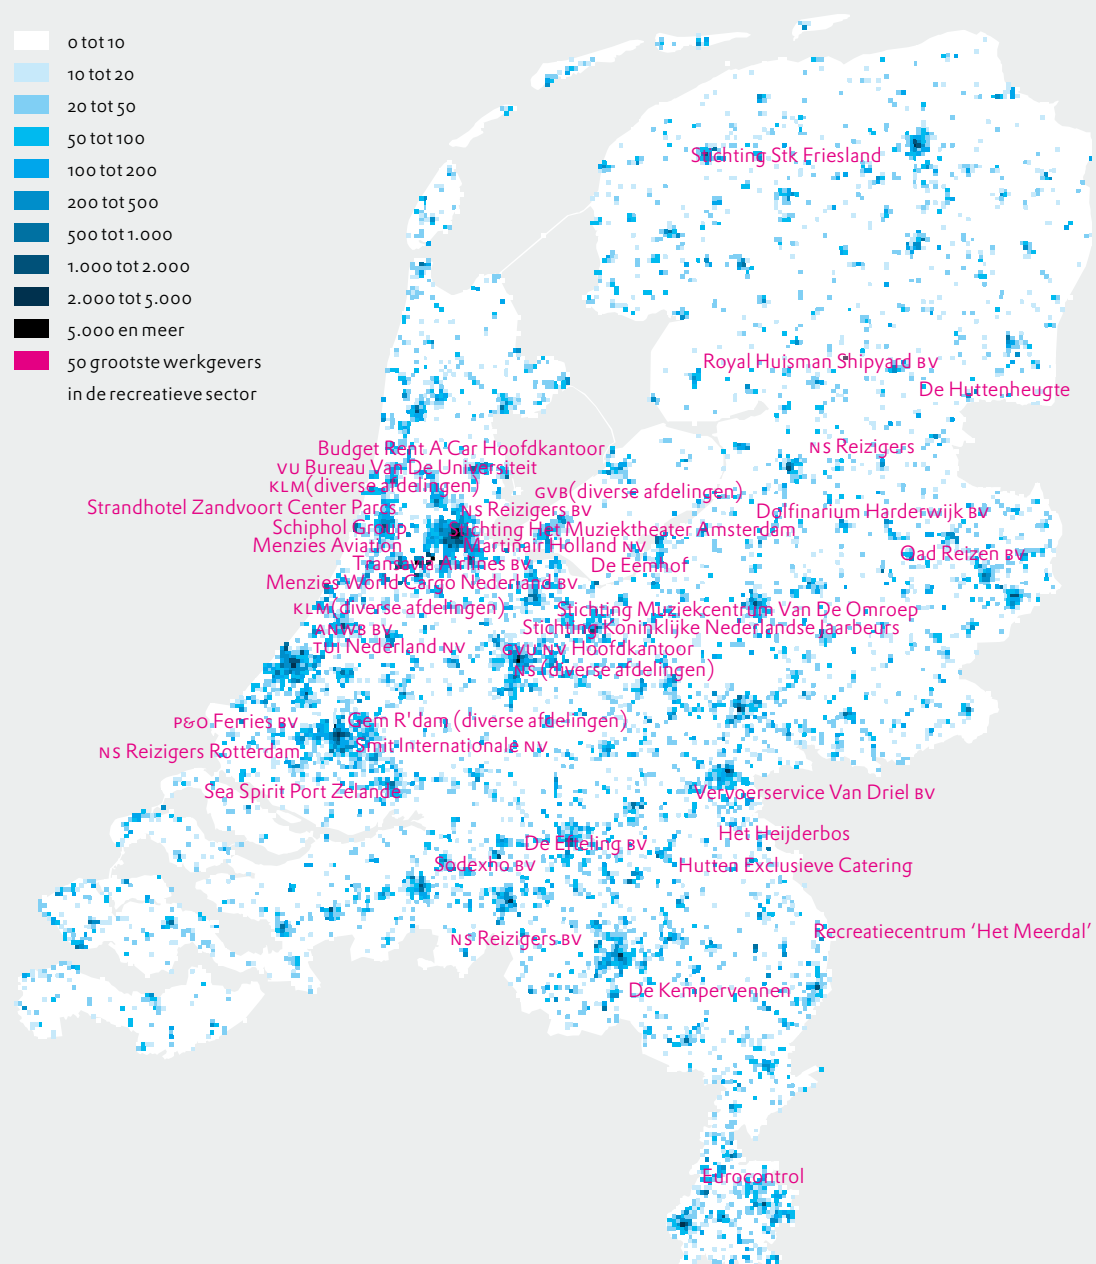 0 tot 10
10 tot 20
20 tot 50
50 tot 100
100 tot 200
200 tot 500
500 tot 1.000
1.000 tot 2.000
2.000 tot 5.000
5.000 en meer
50 grootste werkgevers
in de recreatieve sector
Stichting Stk Friesland
Royal Huisman Shipyard BV
De Huttenheugte
NS Reizigers
Budget Rent A Car Hoofdkantoor
VU Bureau Van De Universiteit
KLM(diverse afdelingen)
GVB(diverse afdelingen)
Strandhotel Zandvoort Center Parcs
NS Reizigers BV
Dolfinarium Harderwijk BV
Schiphol Group
Stichting Het Muziektheater Amsterdam
Menzies Aviation
Martinair Holland NV
Oad Reizen BV
Transavia Airlines BV
De Eemhof
Menzies World Cargo Nederland BV
KLM(diverse afdelingen)
Stichting Muziekcentrum Van De Omroep
ANWB BV
Stichting Koninklijke Nederlandse Jaarbeurs
TUI Nederland NV
GVU NV Hoofdkantoor
NS (diverse afdelingen)
P&O Ferries BV
Gem R'dam (diverse afdelingen)
NS Reizigers Rotterdam
Smit Internationale NV
Sea Spirit Port Zelande
Vervoerservice Van Driel BV
De Efteling BV
Het Heijderbos
Sodexho BV
Hutten Exclusieve Catering
NS Reizigers BV
Recreatiecentrum ‘Het Meerdal’
De Kempervennen
Eurocontrol